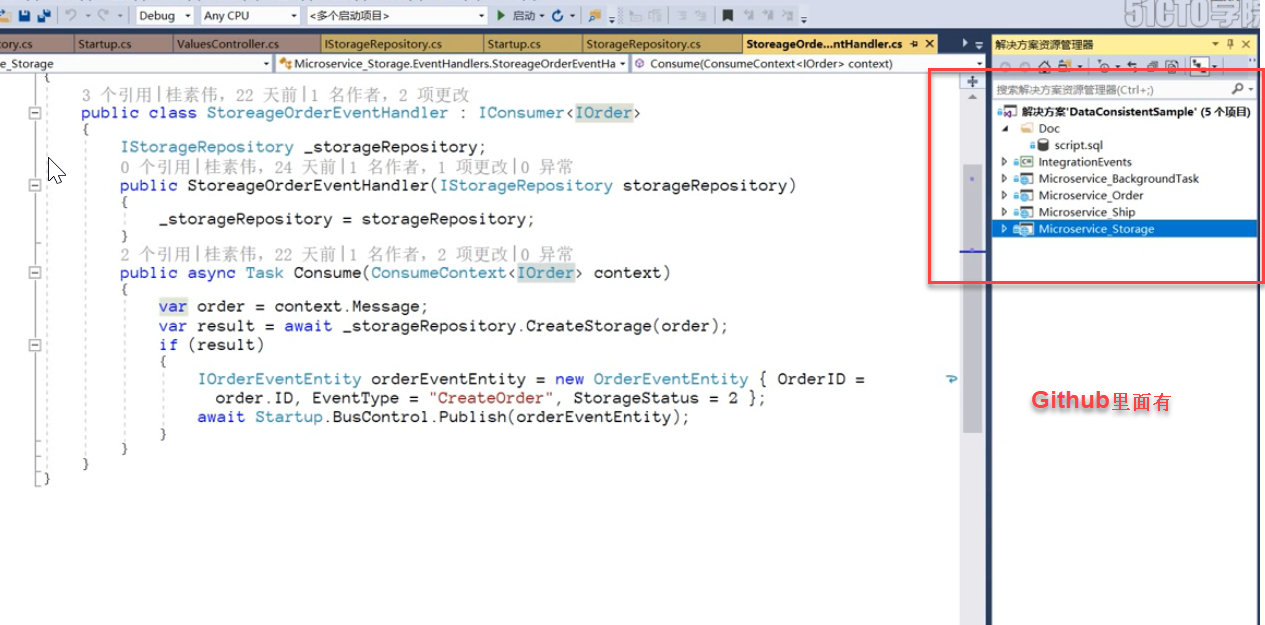 51CTO学院
Debug
Any CPU
<多个启动项目>
启动
ory.cs
Startup.cs
ValuesController.cs
IStorageRepository.cs
Startup.cs
StorageRepository.cs
StoreageOrde...ntHandler.cs
e_Storage
Microservice_Storage.EventHandlers.StoreageOrderEventHa
Consume(ConsumeContext<IOrder> context)
{
3 个引用|桂素伟, 22 天前|1 名作者, 2 项更改
public class StoreageOrderEventHandler : IConsumer<IOrder>
{
IStorageRepository _storageRepository;
0 个引用|桂素伟, 24 天前|1 名作者, 1 项更改|0 异常
public StoreageOrderEventHandler(IStorageRepository storageRepository)
{
_storageRepository = storageRepository;
}
2 个引用|桂素伟, 22 天前|1 名作者, 2 项更改|0 异常
public async Task Consume(ConsumeContext<IOrder> context)
{
var order = context.Message;
var result = await _storageRepository.CreateStorage(order);
if (result)
{
IOrderEventEntity orderEventEntity = new OrderEventEntity { OrderID =
order.ID, EventType = "CreateOrder", StorageStatus = 2 };
await Startup.BusControl.Publish(orderEventEntity);
}
}
}
}
解决方案资源管理器
搜索解决方案资源管理器(Ctrl+;)
解决方案'DataConsistentSample' (5 个项目)
Doc
script.sql
IntegrationEvents
Microservice_BackgroundTask
Microservice_Order
Microservice_Ship
Microservice_Storage
Github里面有